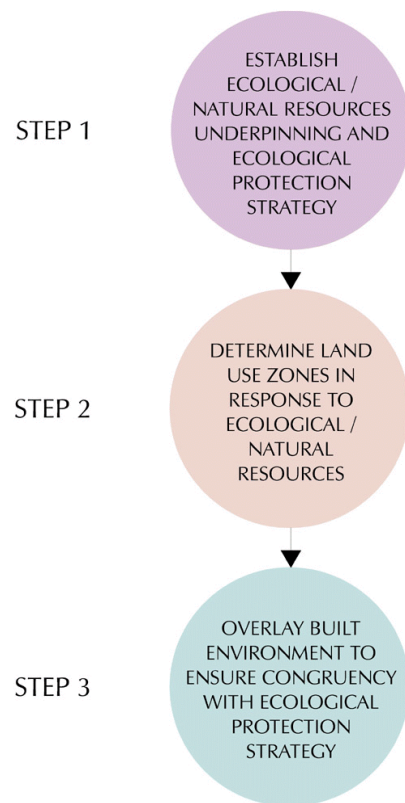 STEP 1
ESTABLISH
ECOLOGICAL /
NATURAL RESOURCES
UNDERPINNING AND
ECOLOGICAL
PROTECTION
STRATEGY
STEP 2
DETERMINE LAND
USE ZONES IN
RESPONSE TO
ECOLOGICAL /
NATURAL
RESOURCES
STEP 3
OVERLAY BUILT
ENVIRONMENT TO
ENSURE CONGRUENCY
WITH ECOLOGICAL
PROTECTION
STRATEGY